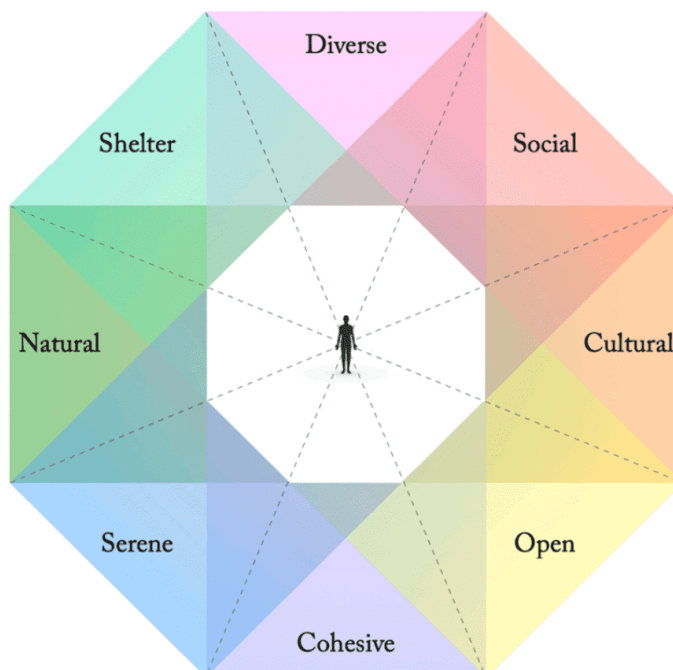 Diverse
Shelter
Social
Natural
Cultural
Serene
Open
Cohesive